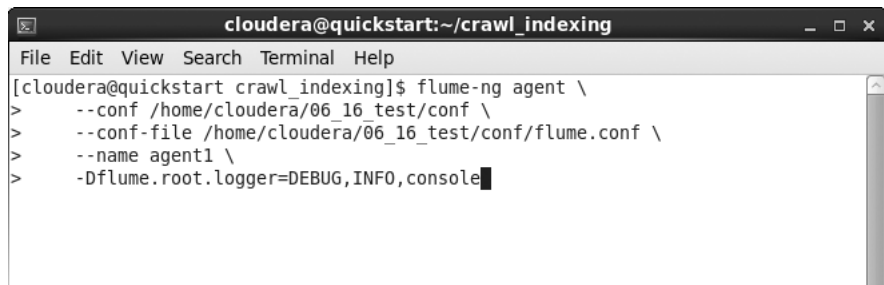 cloudera@quickstart:~/crawl_indexing
File Edit View Search Terminal Help
[cloudera@quickstart crawl_indexing]$ flume-ng agent \
> --conf /home/cloudera/06_16_test/conf \
> --conf-file /home/cloudera/06_16_test/conf/flume.conf \
> --name agent1 \
> -Dflume.root.logger=DEBUG,INFO,console